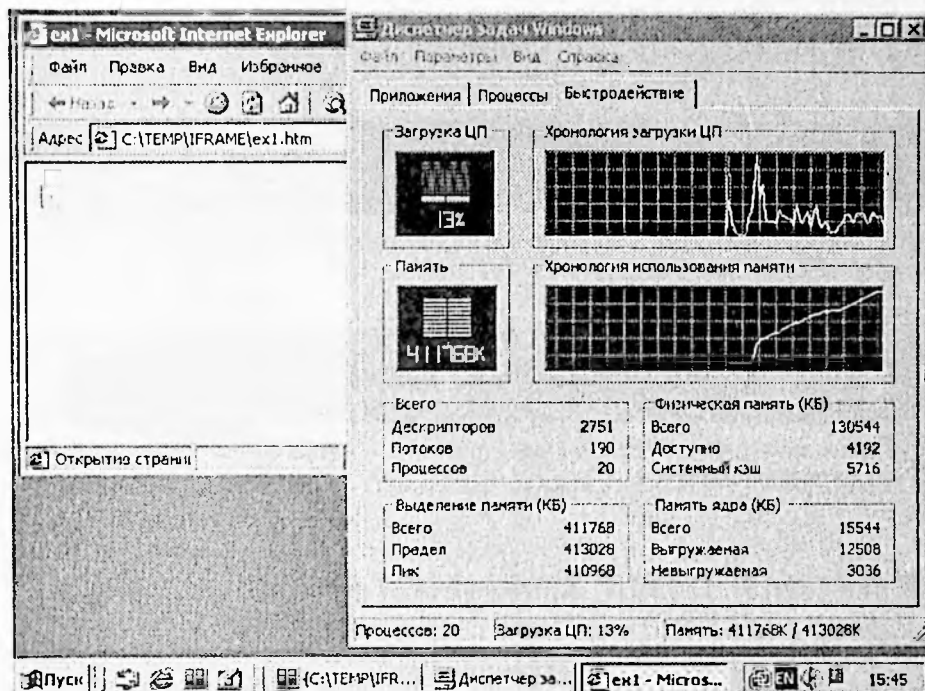 ex1 - Microsoft Internet Explorer
Файл Правка Вид Избранное
Назад
Адрес C:\TEMP\IFRAME\ex1.htm
Открытие страни
Диспетчер задач Windows
Файл Параметры Вид Справка
Приложения Процессы Быстродействие
Загрузка ЦП
13%
Хронология загрузки ЦП
Память
411768K
Хронология использования памяти
Всего
Дескрипторов 2751
Потоков 190
Процессов 20
Физическая память (КБ)
Всего 130544
Доступно 4192
Системный кэш 5716
Выделение памяти (КБ)
Всего 411768
Предел 413028
Пик 410968
Память ядра (КБ)
Всего 15544
Выгружаемая 12508
Невыгружаемая 3036
Процессов: 20 Загрузка ЦП: 13% Память: 411768K / 413028K
Пуск {C:\TEMP\IFR... Диспетчер за... ex1 - Micros... EN 15:45